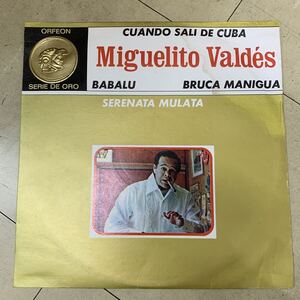 ORFEON
SERIE DE ORO
CUANDO SALI DE CUBA
Miguelito Valdés
BABALU BRUCA MANIGUA
SERENATA MULATA